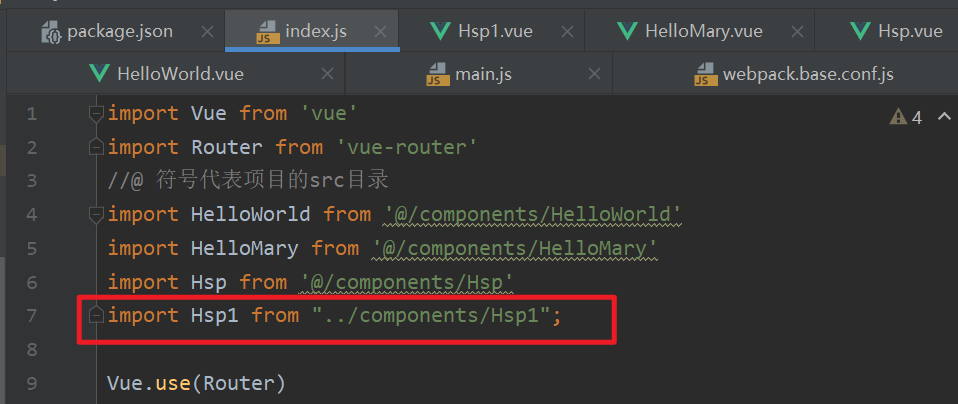 package.json index.js Hsp1.vue HelloMary.vue Hsp.vue
HelloWorld.vue main.js webpack.base.conf.js
1 import Vue from 'vue' 4
2 import Router from 'vue-router'
3 //@ 符号代表项目的src目录
4 import HelloWorld from '@/components/HelloWorld'
5 import HelloMary from '@/components/HelloMary'
6 import Hsp from '@/components/Hsp'
7 import Hsp1 from "../components/Hsp1";
8
9 Vue.use(Router)